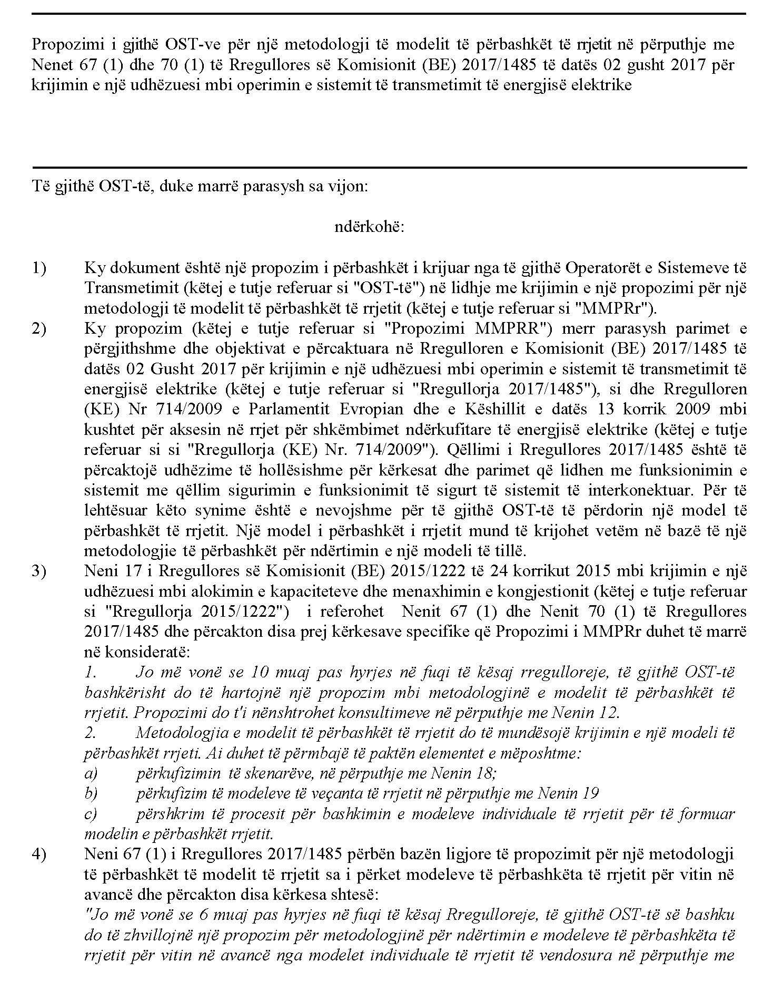 Propozimi i gjithë OST-ve për një metodologji të modelit të përbashkët të rrjetit në përputhje me
Nenet 67 (1) dhe 70 (1) të Rregullores së Komisionit (BE) 2017/1485 të datës 02 gusht 2017 për
krijimin e një udhëzuesi mbi operimin e sistemit të transmetimit të energjisë elektrike
Të gjithë OST-të, duke marrë parasysh sa vijon:
ndërkohë:
1) Ky dokument është një propozim i përbashkët i krijuar nga të gjithë Operatorët e Sistemeve të
Transmetimit (këtej e tutje referuar si "OST-të") në lidhje me krijimin e një propozimi për një
metodologji të modelit të përbashkët të rrjetit (këtej e tutje referuar si "MMPRr").
2) Ky propozim (këtej e tutje referuar si "Propozimi MMPRR") merr parasysh parimet e
përgjithshme dhe objektivat e përcaktuara në Rregulloren e Komisionit (BE) 2017/1485 të
datës 02 Gusht 2017 për krijimin e një udhëzuesi mbi operimin e sistemit të transmetimit të
energjisë elektrike (këtej e tutje referuar si "Rregullorja 2017/1485"), si dhe Rregulloren
(KE) Nr 714/2009 e Parlamentit Evropian dhe e Këshillit e datës 13 korrik 2009 mbi
kushtet për aksesin në rrjet për shkëmbimet ndërkufitare të energjisë elektrike (këtej e tutje
referuar si si "Rregullorja (KE) Nr. 714/2009"). Qëllimi i Rregullores 2017/1485 është të
përcaktojë udhëzime të hollësishme për kërkesat dhe parimet që lidhen me funksionimin e
sistemit me qëllim sigurimin e funksionimit të sigurt të sistemit të interkonektuar. Për të
lehtësuar këto synime është e nevojshme për të gjithë OST-të të përdorin një model të
përbashkët të rrjetit. Një model i përbashkët i rrjetit mund të krijohet vetëm në bazë të një
metodologjie të përbashkët për ndërtimin e një modeli të tillë.
3) Neni 17 i Rregullores së Komisionit (BE) 2015/1222 të 24 korrikut 2015 mbi krijimin e një
udhëzuesi mbi alokimin e kapaciteteve dhe menaxhimin e kongjestionit (këtej e tutje referuar
si "Rregullorja 2015/1222") i referohet Nenit 67 (1) dhe Nenit 70 (1) të Rregullores
2017/1485 dhe përcakton disa prej kërkesave specifike që Propozimi i MMPRr duhet të marrë
në konsideratë:
1. Jo më vonë se 10 muaj pas hyrjes në fuqi të kësaj rregulloreje, të gjithë OST-të
bashkërisht do të hartojnë një propozim mbi metodologjinë e modelit të përbashkët të
rrjetit. Propozimi do t'i nënshtrohet konsultimeve në përputhje me Nenin 12.
2. Metodologjia e modelit të përbashkët të rrjetit do të mundësojë krijimin e një modeli të
përbashkët rrjeti. Ai duhet të përmbajë të paktën elementet e mëposhtme:
a) përkufizimin të skenarëve, në përputhje me Nenin 18;
b) përkufizim të modeleve të veçanta të rrjetit në përputhje me Nenin 19
c) përshkrim të procesit për bashkimin e modeleve individuale të rrjetit për të formuar
modelin e përbashkët rrjetit.
4) Neni 67 (1) i Rregullores 2017/1485 përbën bazën ligjore të propozimit për një metodologji
të përbashkët të modelit të rrjetit sa i përket modeleve të përbashkëta të rrjetit për vitin në
avancë dhe përcakton disa kërkesa shtesë:
"Jo më vonë se 6 muaj pas hyrjes në fuqi të kësaj Rregulloreje, të gjithë OST-të së bashku
do të zhvillojnë një propozim për metodologjinë për ndërtimin e modeleve të përbashkëta të
rrjetit për vitin në avancë nga modelet individuale të rrjetit të vendosura në përputhje me